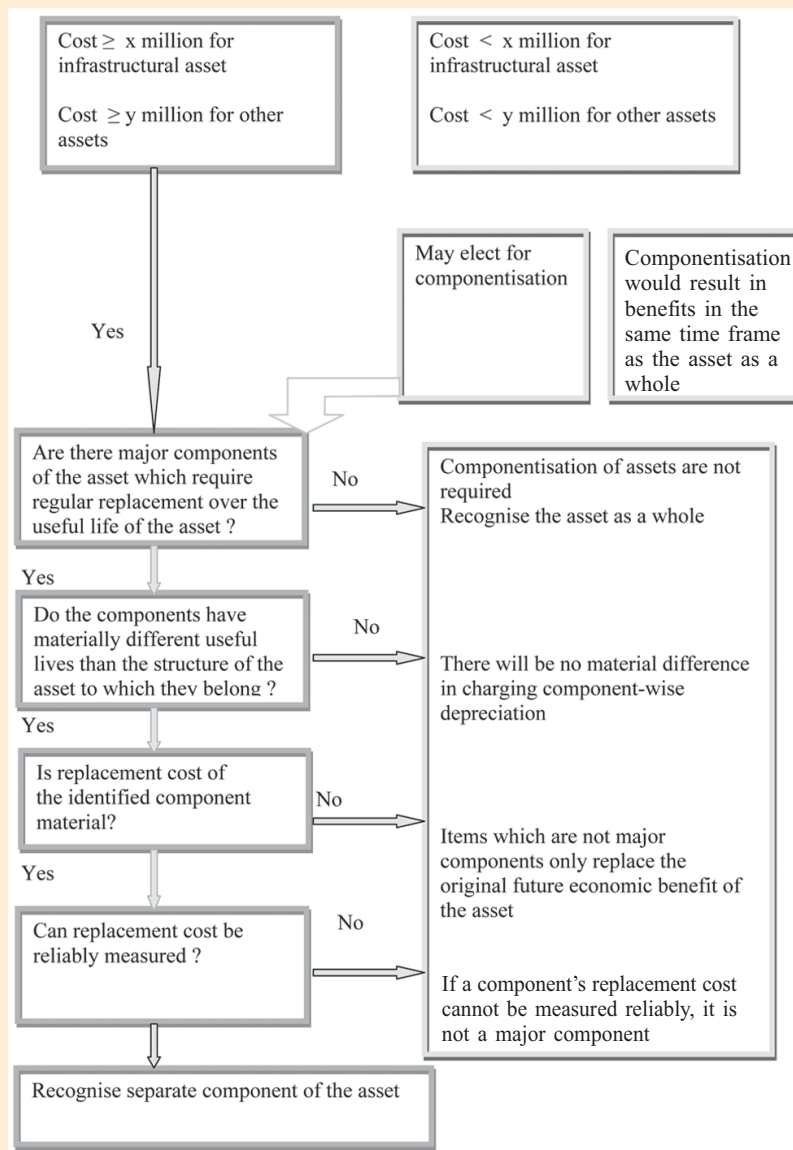 Cost ≥ x million for
infrastructural asset
Cost ≥ y million for other
assets
Cost < x million for
infrastructural asset
Cost < y million for other assets
May elect for
componentisation
Componentisation
would result in
benefits in the
same time frame
as the asset as a
whole
Yes
Are there major components
of the asset which require
regular replacement over the
useful life of the asset ?
No
Componentisation of assets are not
required
Recognise the asset as a whole
Yes
Do the components have
materially different useful
lives than the structure of the
asset to which they belong ?
No
There will be no material difference
in charging component-wise
depreciation
Yes
Is replacement cost of
the identified component
material?
No
Items which are not major
components only replace the
original future economic benefit of
the asset
Yes
Can replacement cost be
reliably measured ?
No
If a component's replacement cost
cannot be measured reliably, it is
not a major component
Recognise separate component of the asset